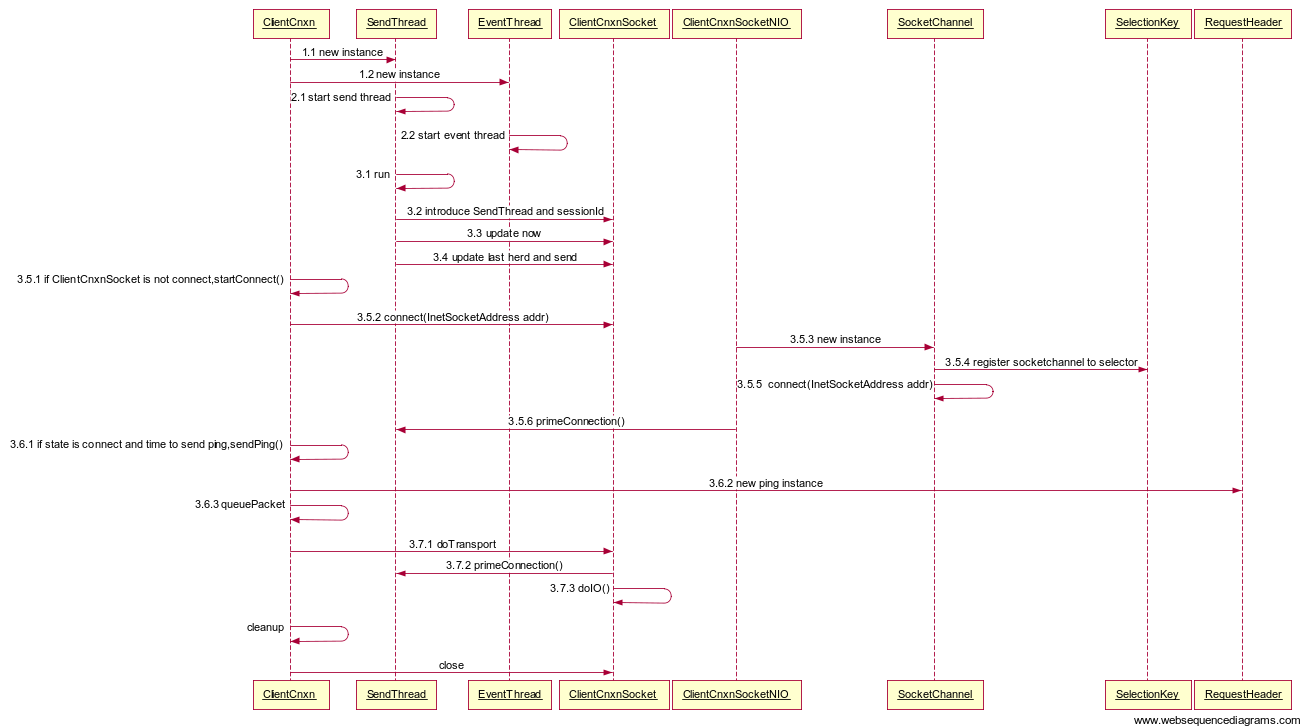 ClientCnxn SendThread EventThread ClientCnxnSocket ClientCnxnSocketNIO SocketChannel SelectionKey RequestHeader
1.1 new instance
1.2 new instance
2.1 start send thread
2.2 start event thread
3.1 run
3.2 introduce SendThread and sessionId
3.3 update now
3.4 update last herd and send
3.5.1 if ClientCnxnSocket is not connect,startConnect()
3.5.2 connect(InetSocketAddress addr)
3.5.3 new instance
3.5.4 register socketchannel to selector
3.5.5 connect(InetSocketAddress addr)
3.5.6 primeConnection()
3.6.1 if state is connect and time to send ping,sendPing()
3.6.2 new ping instance
3.6.3 queuePacket
3.7.1 doTransport
3.7.2 primeConnection()
3.7.3 doIO()
cleanup
close
ClientCnxn SendThread EventThread ClientCnxnSocket ClientCnxnSocketNIO SocketChannel SelectionKey RequestHeader
www.websequencediagrams.com